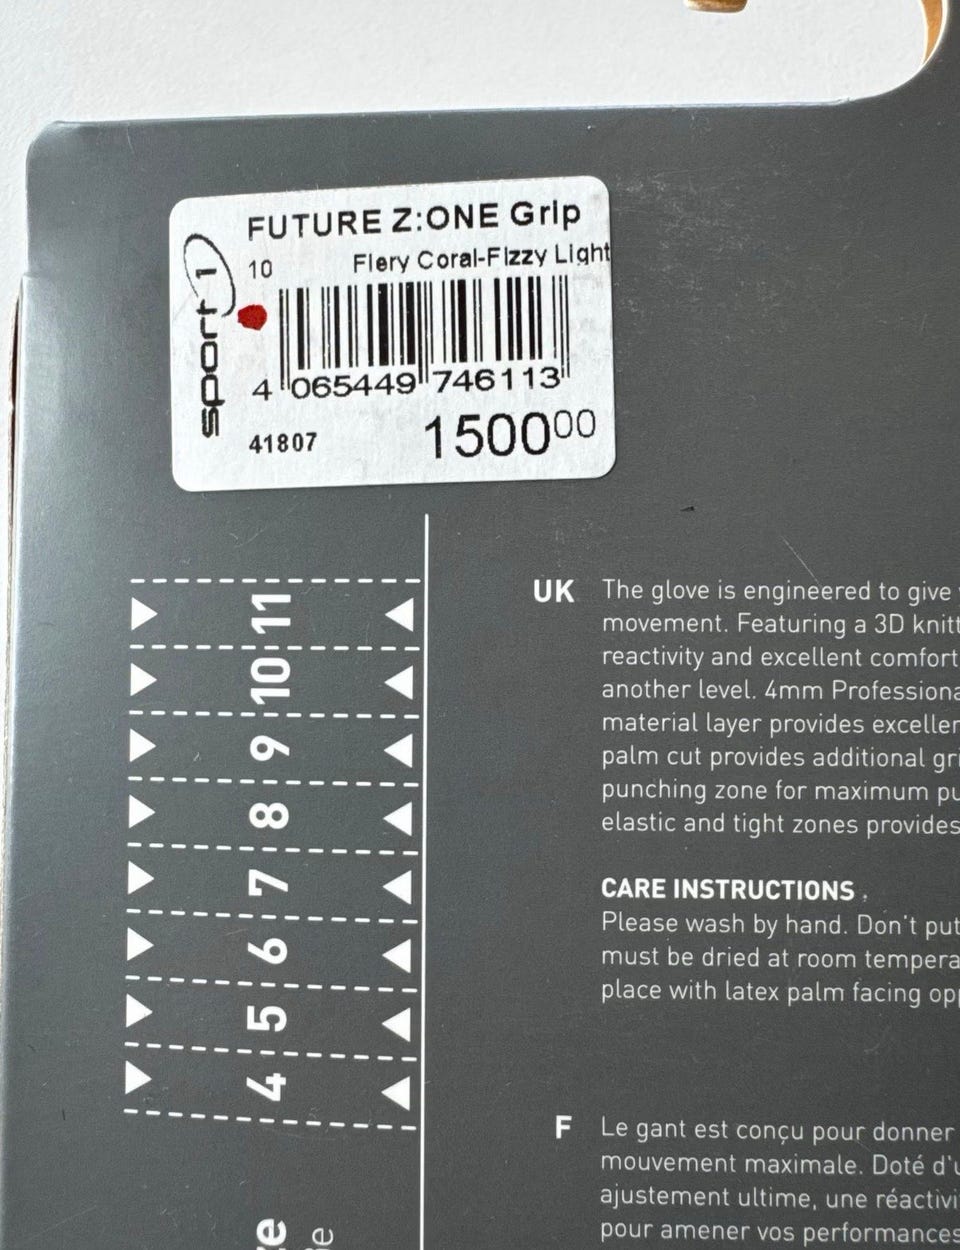 FUTURE Z:ONE Grip
10 Fiery Coral-Fizzy Light
sport 1
4 065449 746113
41807 1500⁰⁰
11
10
9
8
7
6
5
4
UK
The glove is engineered to give
movement. Featuring a 3D knitt
reactivity and excellent comfort
another level. 4mm Professiona
material layer provides excellen
palm cut provides additional gri
punching zone for maximum pu
elastic and tight zones provides
CARE INSTRUCTIONS
Please wash by hand. Don't put
must be dried at room tempera
place with latex palm facing opp
F
Le gant est conçu pour donner
mouvement maximale. Doté d'u
ajustement ultime, une réactivi
pour amener vos performances